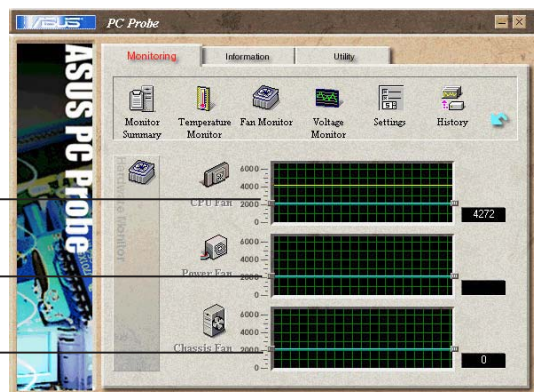 ASUS PC Probe
ASUS PC Probe
Monitoring Information Utility
Monitor Summary
Temperature Monitor
Fan Monitor
Voltage Monitor
Settings
History
Hardware Monitor
6000
4000
2000
0
CPU Fan
4272
6000
4000
2000
0
Power Fan
6000
4000
2000
0
Chassis Fan
0